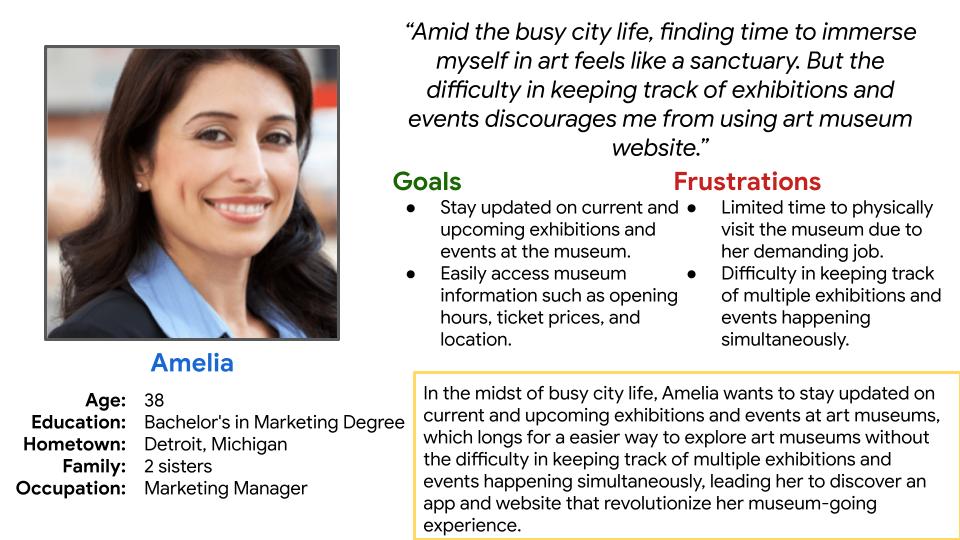 “Amid the busy city life, finding time to immerse
myself in art feels like a sanctuary. But the
difficulty in keeping track of exhibitions and
events discourages me from using art museum
website.”
Goals
● Stay updated on current and
upcoming exhibitions and
events at the museum.
● Easily access museum
information such as opening
hours, ticket prices, and
location.
Frustrations
● Limited time to physically
visit the museum due to
her demanding job.
● Difficulty in keeping track
of multiple exhibitions and
events happening
simultaneously.
Amelia
Age: 38
Education: Bachelor's in Marketing Degree
Hometown: Detroit, Michigan
Family: 2 sisters
Occupation: Marketing Manager
In the midst of busy city life, Amelia wants to stay updated on
current and upcoming exhibitions and events at art museums,
which longs for a easier way to explore art museums without
the difficulty in keeping track of multiple exhibitions and
events happening simultaneously, leading her to discover an
app and website that revolutionize her museum-going
experience.